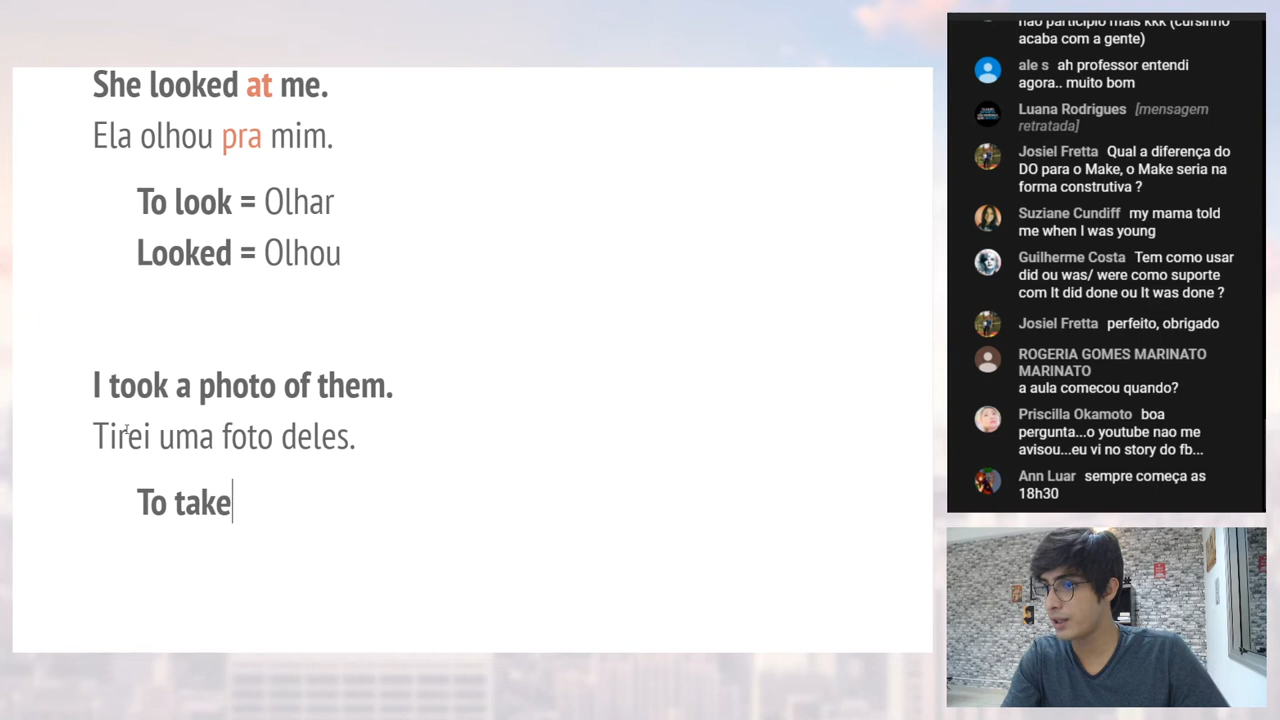 She looked at me.
Ela olhou pra mim.
To look = Olhar
Looked = Olhou
I took a photo of them.
Tirei uma foto deles.
To take
não participio mais kkk (cursinho
acaba com a gente)
ale s ah professor entendi
agora.. muito bom
Luana Rodrigues [mensagem
retratada]
Josiel Fretta Qual a diferença do
DO para o Make, o Make seria na
forma construtiva ?
Suziane Cundiff my mama told
me when I was young
Guilherme Costa Tem como usar
did ou was/ were como suporte
com It did done ou It was done ?
Josiel Fretta perfeito, obrigado
ROGERIA GOMES MARINATO
MARINATO
a aula comecou quando?
Priscilla Okamoto boa
pergunta...o youtube nao me
avisou...eu vi no story do fb...
Ann Luar sempre começa as
18h30